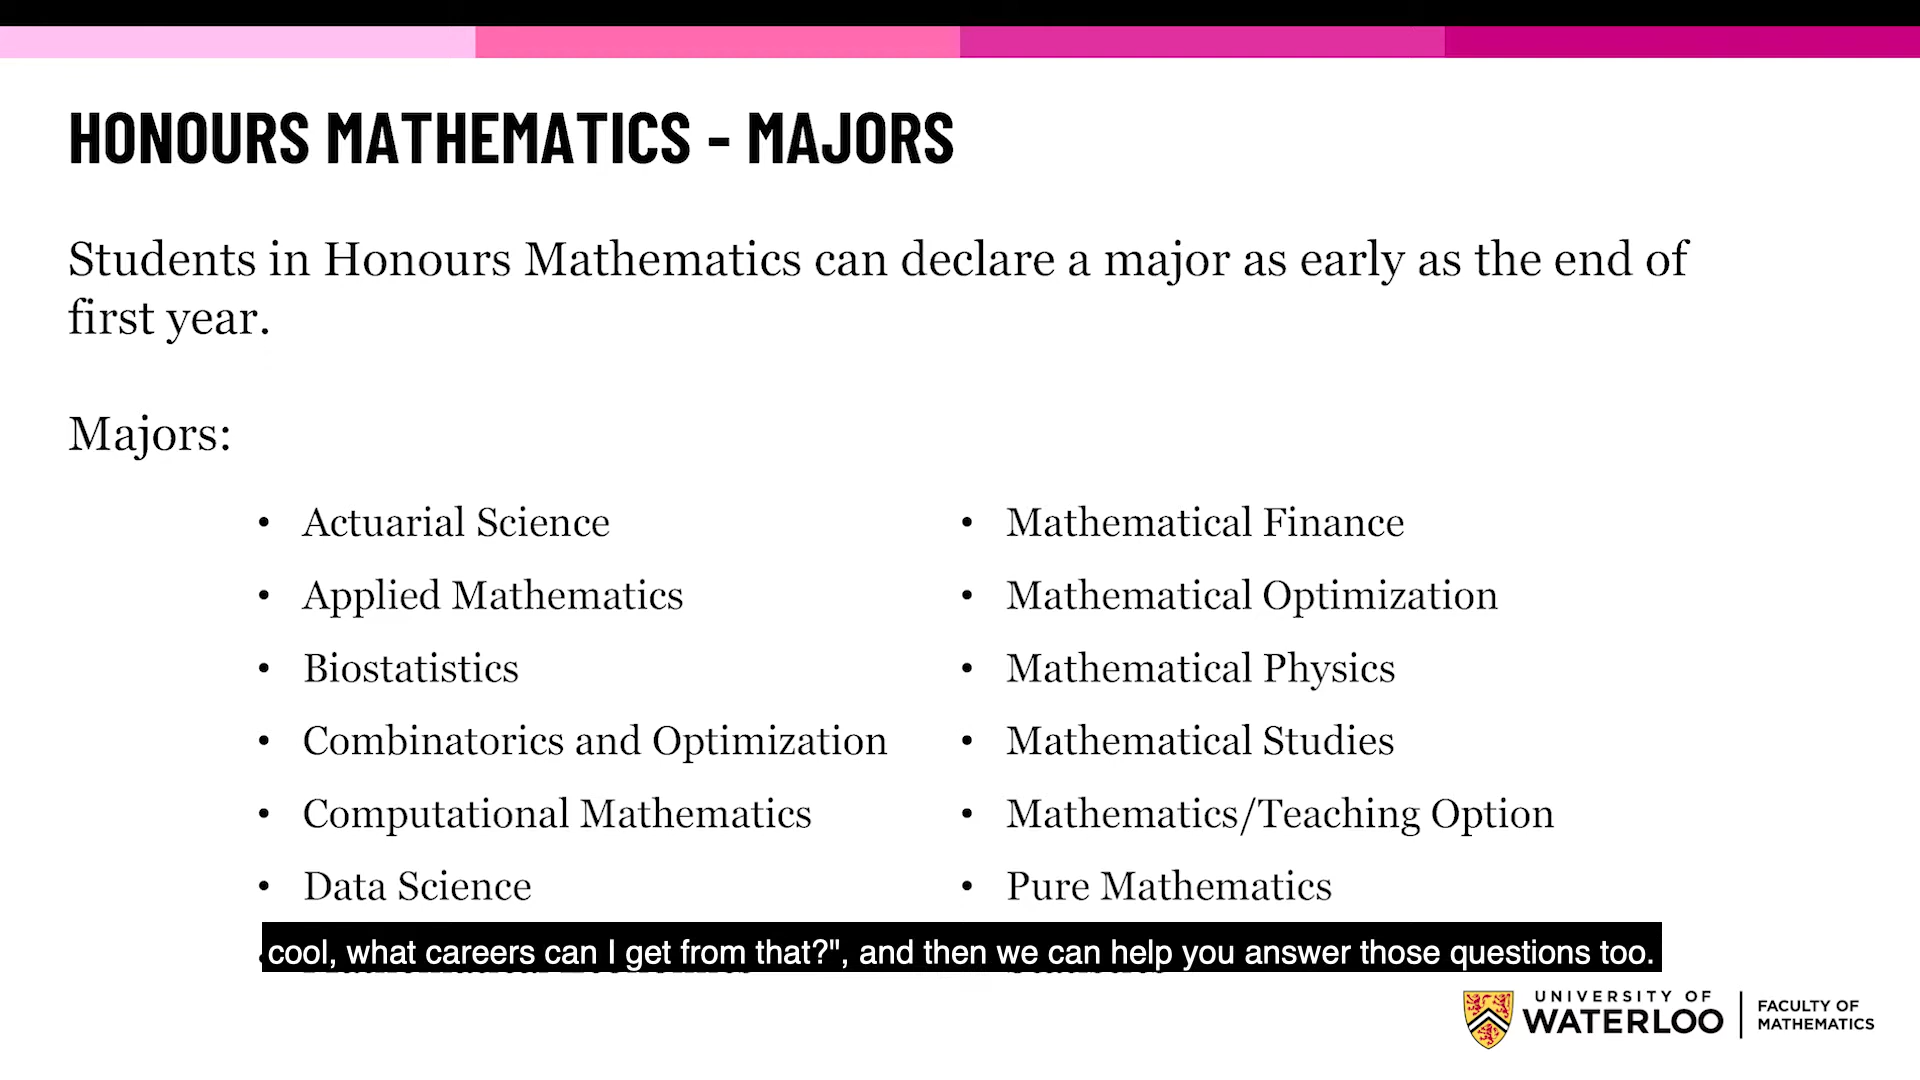 HONOURS MATHEMATICS - MAJORS
Students in Honours Mathematics can declare a major as early as the end of
first year.
Majors:
• Actuarial Science
• Applied Mathematics
• Biostatistics
• Combinatorics and Optimization
• Computational Mathematics
• Data Science
• Mathematical Finance
• Mathematical Optimization
• Mathematical Physics
• Mathematical Studies
• Mathematics/Teaching Option
• Pure Mathematics
cool, what careers can I get from that?", and then we can help you answer those questions too.
UNIVERSITY OF
WATERLOO
FACULTY OF
MATHEMATICS